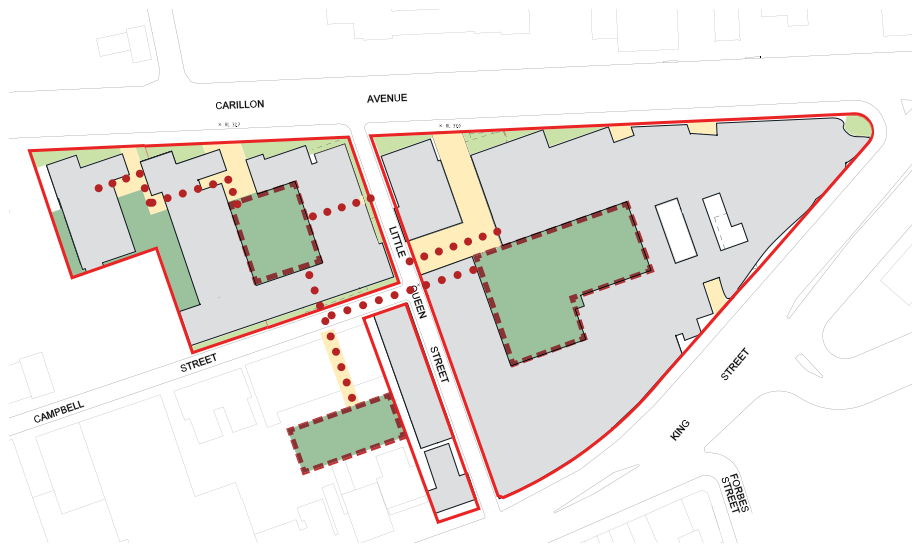 CARILLON
AVENUE
LITTLE
QUEEN
STREET
STREET
CAMPBELL
STREET
KING
FORBES
STREET